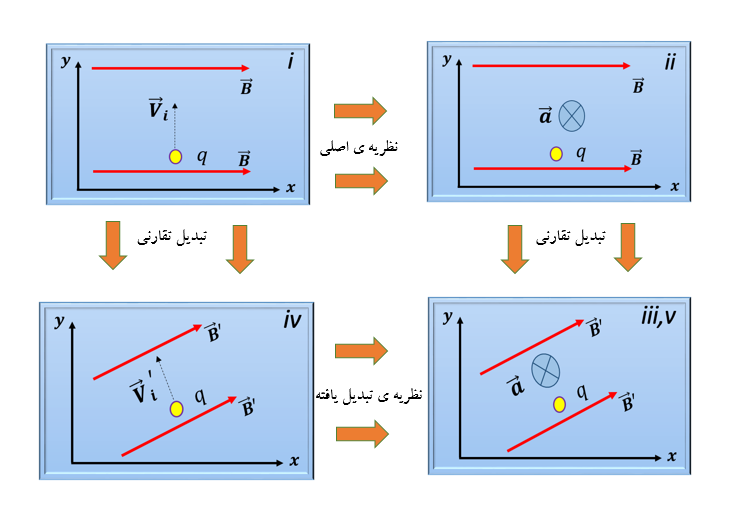 y
i
B⃗
V⃗ᵢ
q
B⃗
x
نظریه ی اصلی
y
ii
B⃗
a⃗
q
B⃗
x
تبدیل تقارنی
تبدیل تقارنی
y
iv
B⃗'
V⃗ᵢ'
q
B⃗'
x
نظریه ی تبدیل یافته
y
iii,v
B⃗'
a⃗
q
B⃗'
x